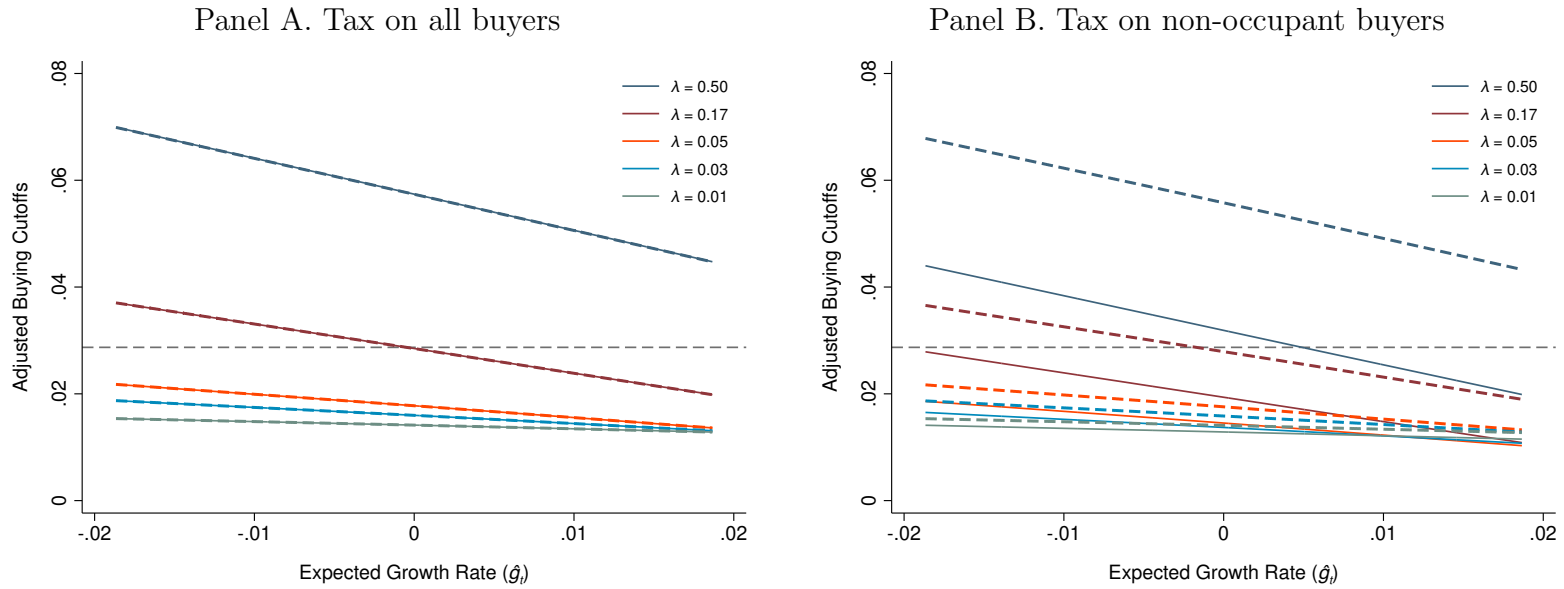 Panel A. Tax on all buyers
.08
.06
.04
.02
0
-.02
-.01
0
.01
.02
Adjusted Buying Cutoffs
Expected Growth Rate (ĝₜ)
λ = 0.50
λ = 0.17
λ = 0.05
λ = 0.03
λ = 0.01
Panel B. Tax on non-occupant buyers
.08
.06
.04
.02
0
-.02
-.01
0
.01
.02
Adjusted Buying Cutoffs
Expected Growth Rate (ĝₜ)
λ = 0.50
λ = 0.17
λ = 0.05
λ = 0.03
λ = 0.01